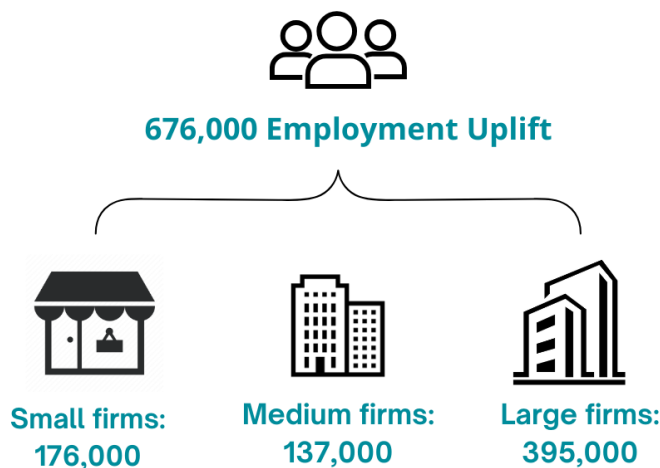 676,000 Employment Uplift
Small firms:
176,000
Medium firms:
137,000
Large firms:
395,000